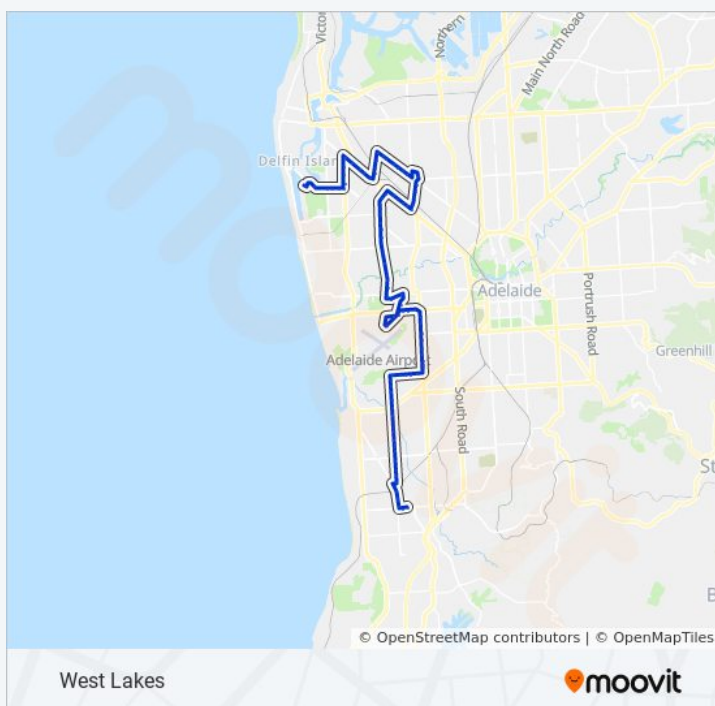 Victor
Northern
Main North Road
Delfin Islan
Adelaide
Portrush Road
Greenhill
Adelaide Airport
South Road
St
B
© OpenStreetMap contributors | © OpenMapTiles
West Lakes
moovit